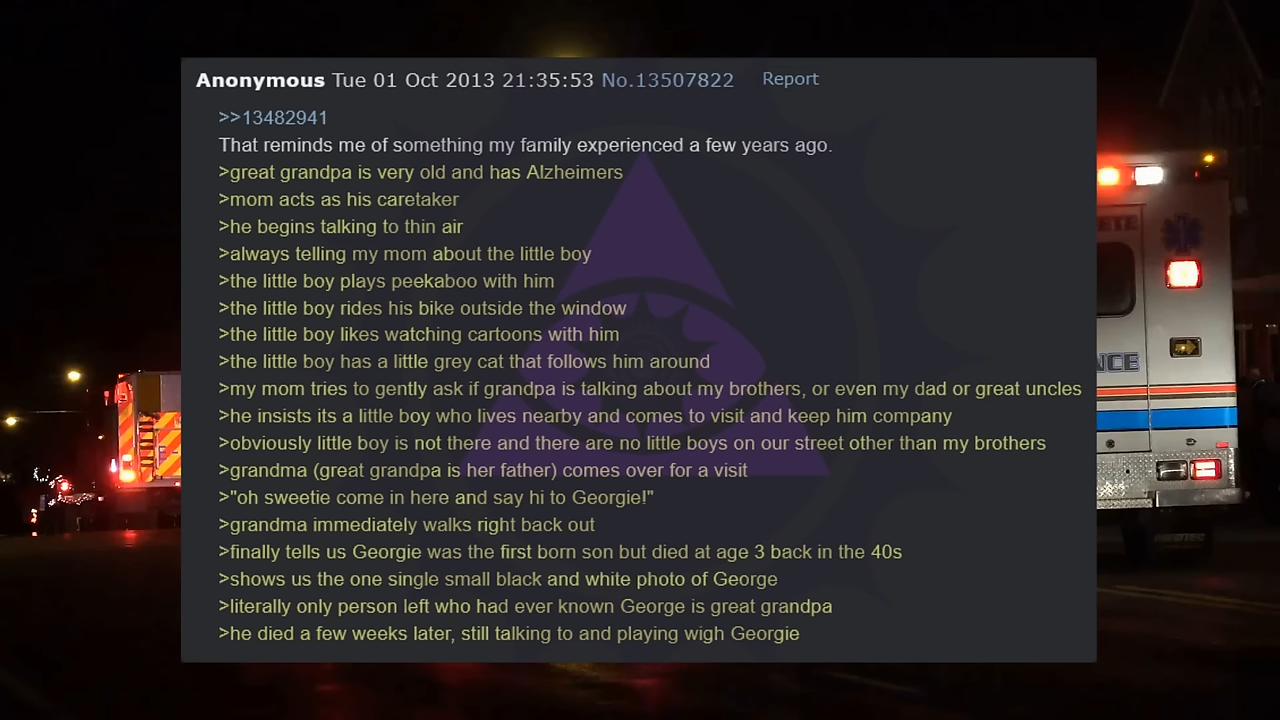 Anonymous Tue 01 Oct 2013 21:35:53 No.13507822 Report
>>13482941
That reminds me of something my family experienced a few years ago.
>great grandpa is very old and has Alzheimers
>mom acts as his caretaker
>he begins talking to thin air
>always telling my mom about the little boy
>the little boy plays peekaboo with him
>the little boy rides his bike outside the window
>the little boy likes watching cartoons with him
>the little boy has a little grey cat that follows him around
>my mom tries to gently ask if grandpa is talking about my brothers, or even my dad or great uncles
>he insists its a little boy who lives nearby and comes to visit and keep him company
>obviously little boy is not there and there are no little boys on our street other than my brothers
>grandma (great grandpa is her father) comes over for a visit
>"oh sweetie come in here and say hi to Georgie!"
>grandma immediately walks right back out
>finally tells us Georgie was the first born son but died at age 3 back in the 40s
>shows us the one single small black and white photo of George
>literally only person left who had ever known George is great grandpa
>he died a few weeks later, still talking to and playing wigh Georgie
ETE
NCE